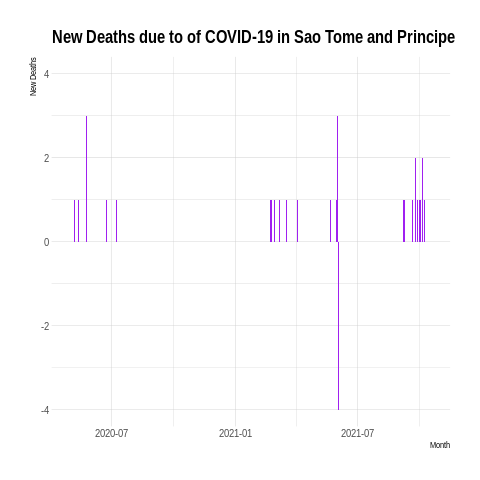 New Deaths due to of COVID-19 in Sao Tome and Principe
New Deaths
4
2
0
-2
-4
2020-07
2021-01
2021-07
Month